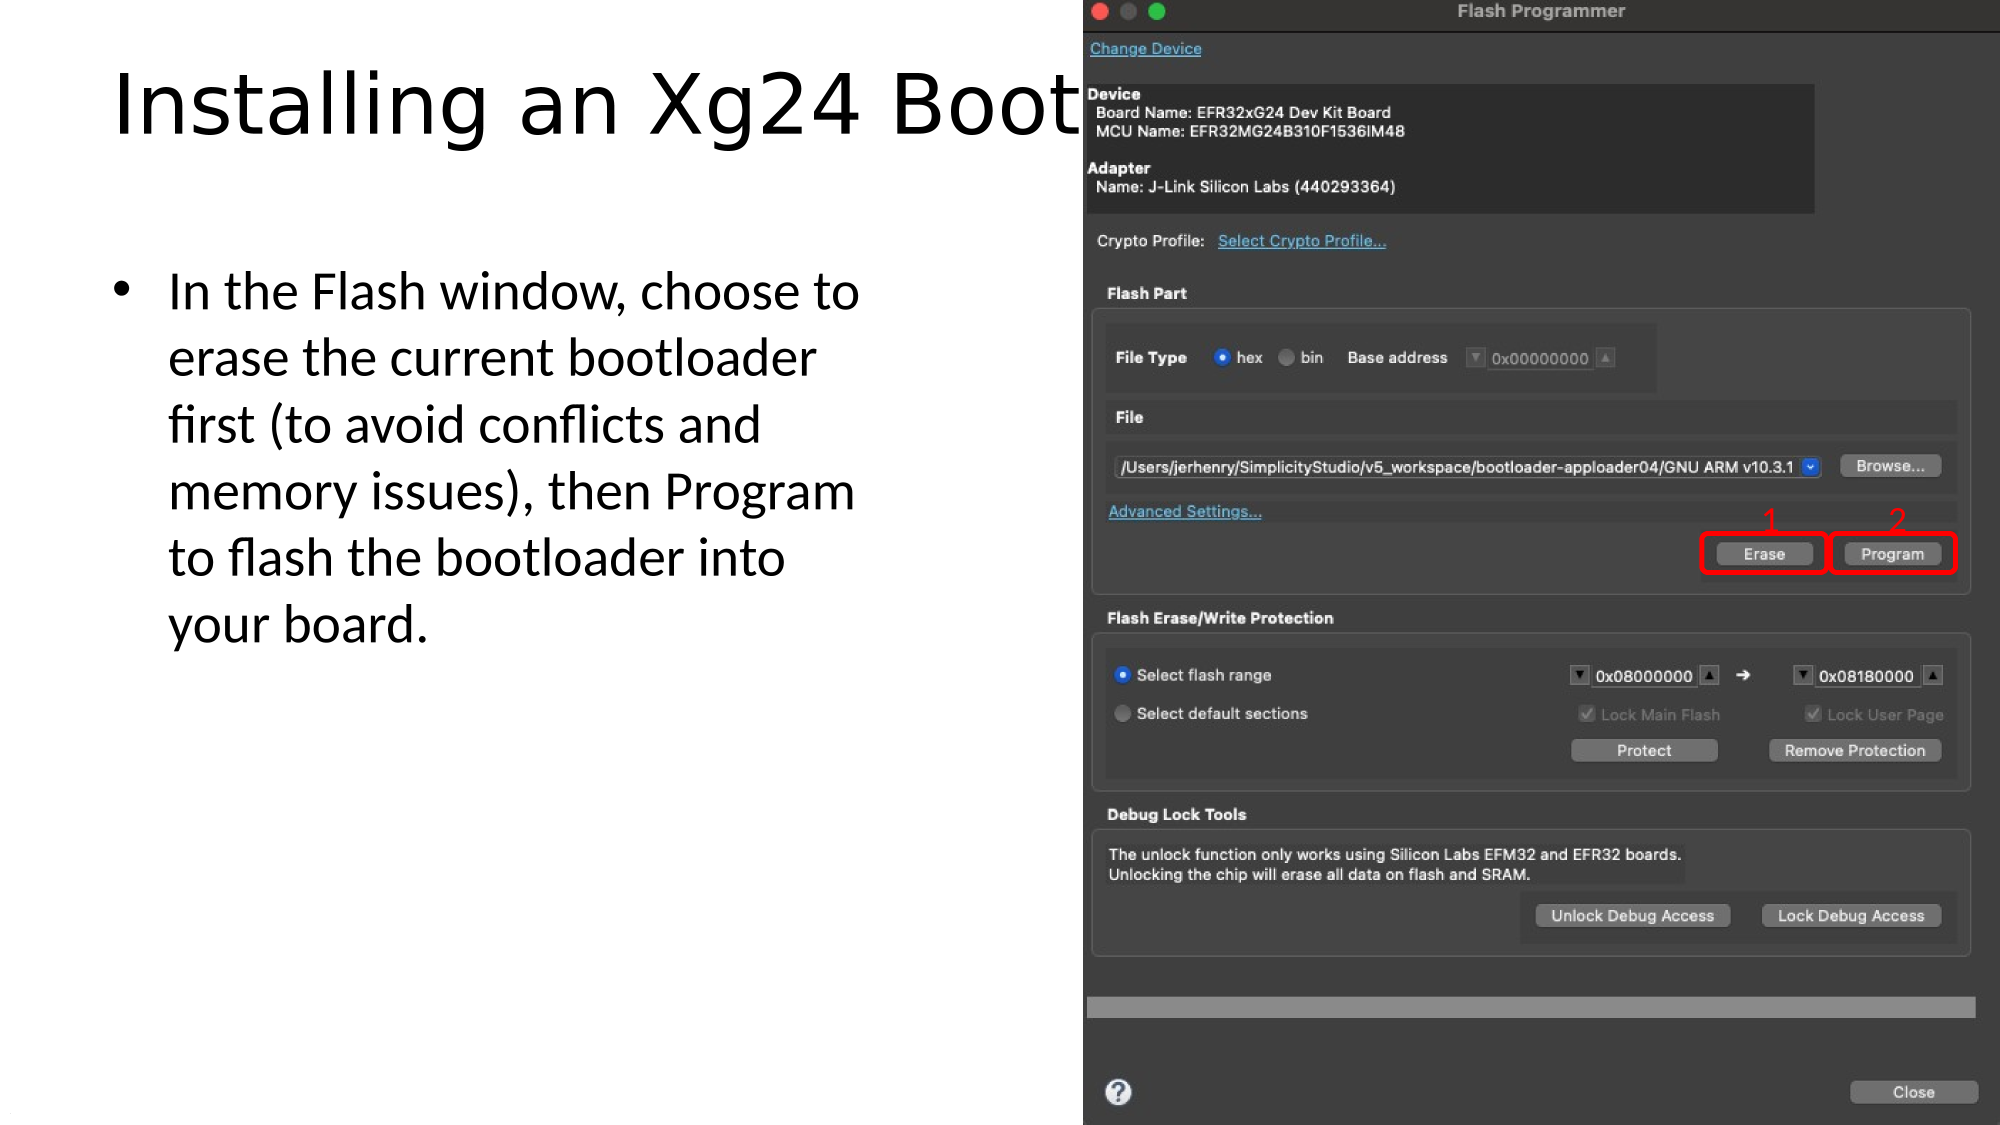 Installing an Xg24 Boot
• In the Flash window, choose to
erase the current bootloader
first (to avoid conflicts and
memory issues), then Program
to flash the bootloader into
your board.
Flash Programmer
Change Device
Device
Board Name: EFR32xG24 Dev Kit Board
MCU Name: EFR32MG24B310F1536IM48
Adapter
Name: J-Link Silicon Labs (440293364)
Crypto Profile: Select Crypto Profile...
Flash Part
File Type hex bin Base address 0x00000000
File
/Users/jerhenry/SimplicityStudio/v5_workspace/bootloader-apploader04/GNU ARM v10.3.1 Browse...
Advanced Settings...
1 2
Erase Program
Flash Erase/Write Protection
Select flash range 0x08000000 ➔ 0x08180000
Select default sections Lock Main Flash Lock User Page
Protect Remove Protection
Debug Lock Tools
The unlock function only works using Silicon Labs EFM32 and EFR32 boards.
Unlocking the chip will erase all data on flash and SRAM.
Unlock Debug Access Lock Debug Access
? Close